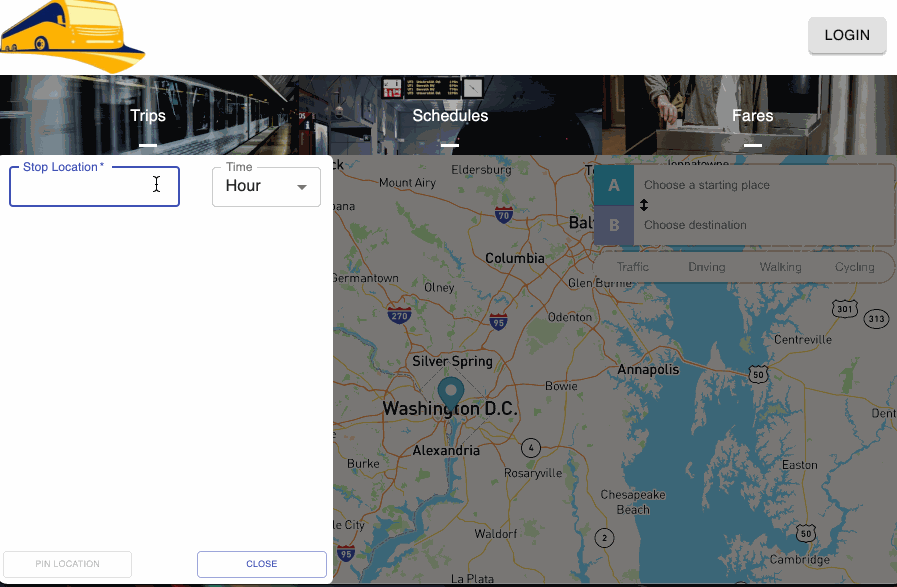 LOGIN
Trips
Schedules
Fares
Stop Location *
Time
Hour
A
Choose a starting place
B
Choose destination
Traffic
Driving
Walking
Cycling
Eldersburg
Mount Airy
70
Columbia
Germantown
Olney
Glen Burnie
270
95
Odenton
301
313
Centreville
Silver Spring
Annapolis
50
Bowie
Washington D.C.
Alexandria
4
Burke
Rosaryville
Easton
Chesapeake
Beach
Waldorf
2
50
95
Cambridge
La Plata
PIN LOCATION
CLOSE